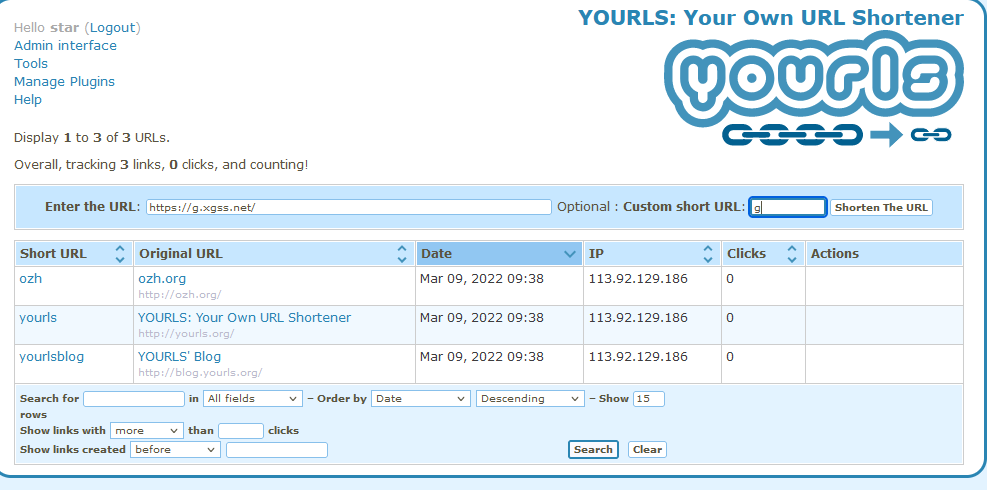 YOURLS: Your Own URL Shortener
yourls
Hello star (Logout)
Admin interface
Tools
Manage Plugins
Help
Display 1 to 3 of 3 URLs.
Overall, tracking 3 links, 0 clicks, and counting!
Enter the URL: https://g.xgss.net/ Optional : Custom short URL: g Shorten The URL
Short URL Original URL Date IP Clicks Actions
ozh ozh.org Mar 09, 2022 09:38 113.92.129.186 0
http://ozh.org/
yourls YOURLS: Your Own URL Shortener Mar 09, 2022 09:38 113.92.129.186 0
http://yourls.org/
yourlsblog YOURLS' Blog Mar 09, 2022 09:38 113.92.129.186 0
http://blog.yourls.org/
Search for in All fields – Order by Date Descending – Show 15
rows
Show links with more than clicks
Show links created before Search Clear